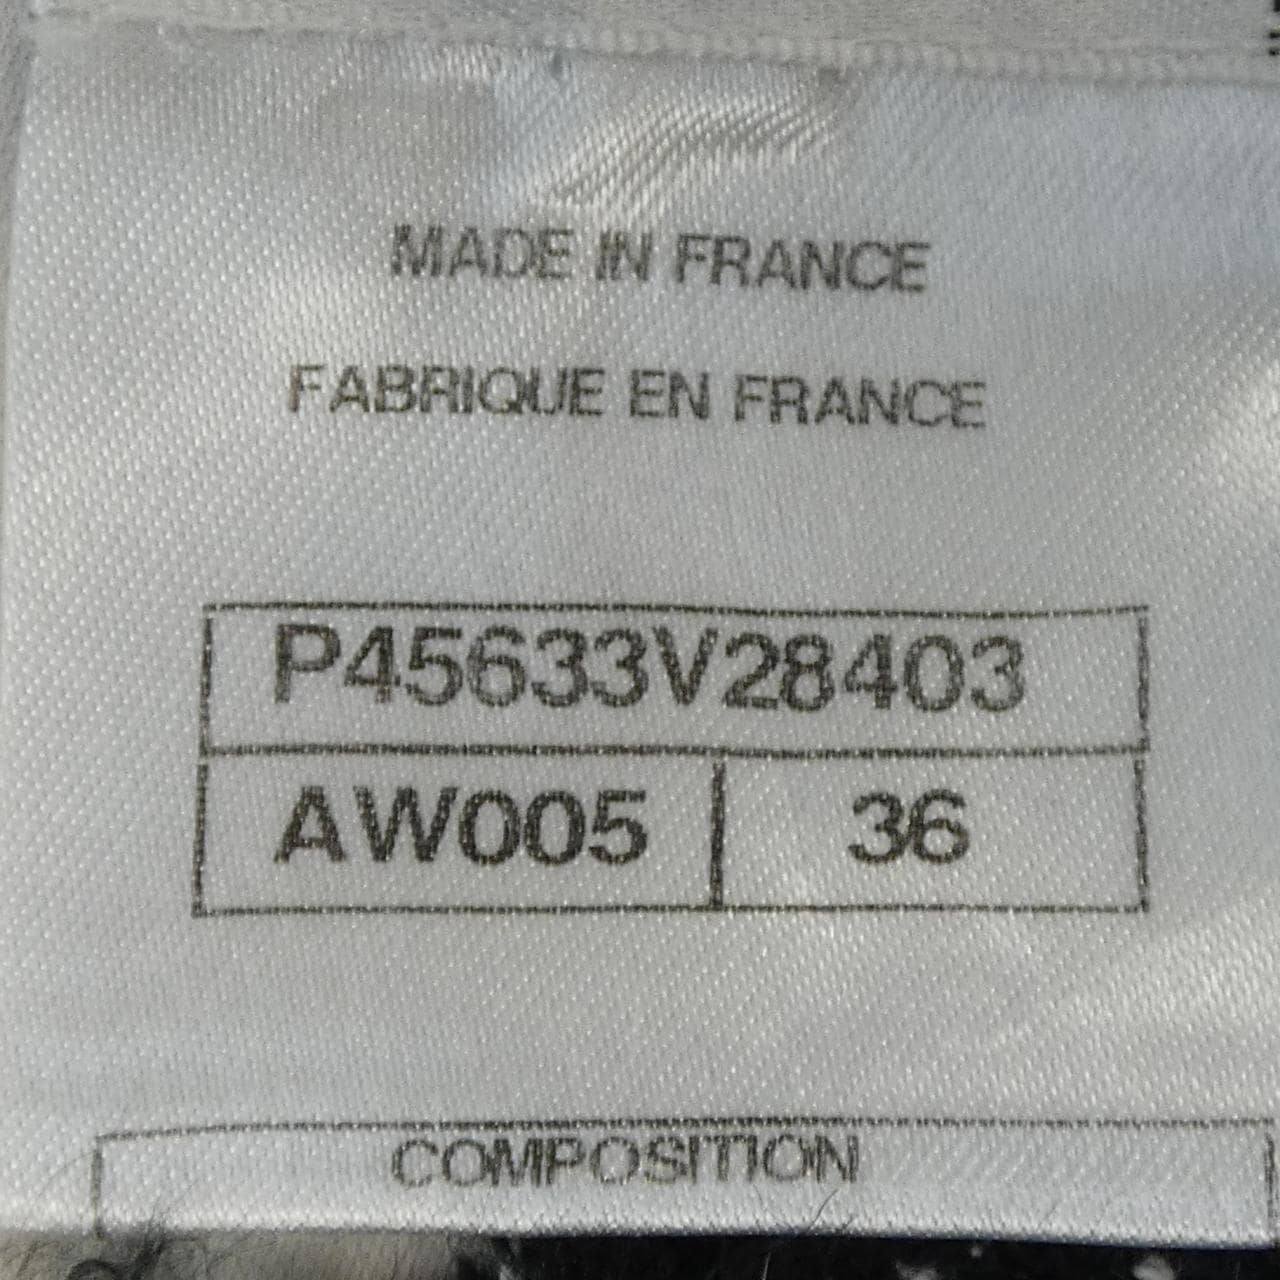 MADE IN FRANCE
FABRIQUE EN FRANCE
P45633V28403
AW005 36
COMPOSITION